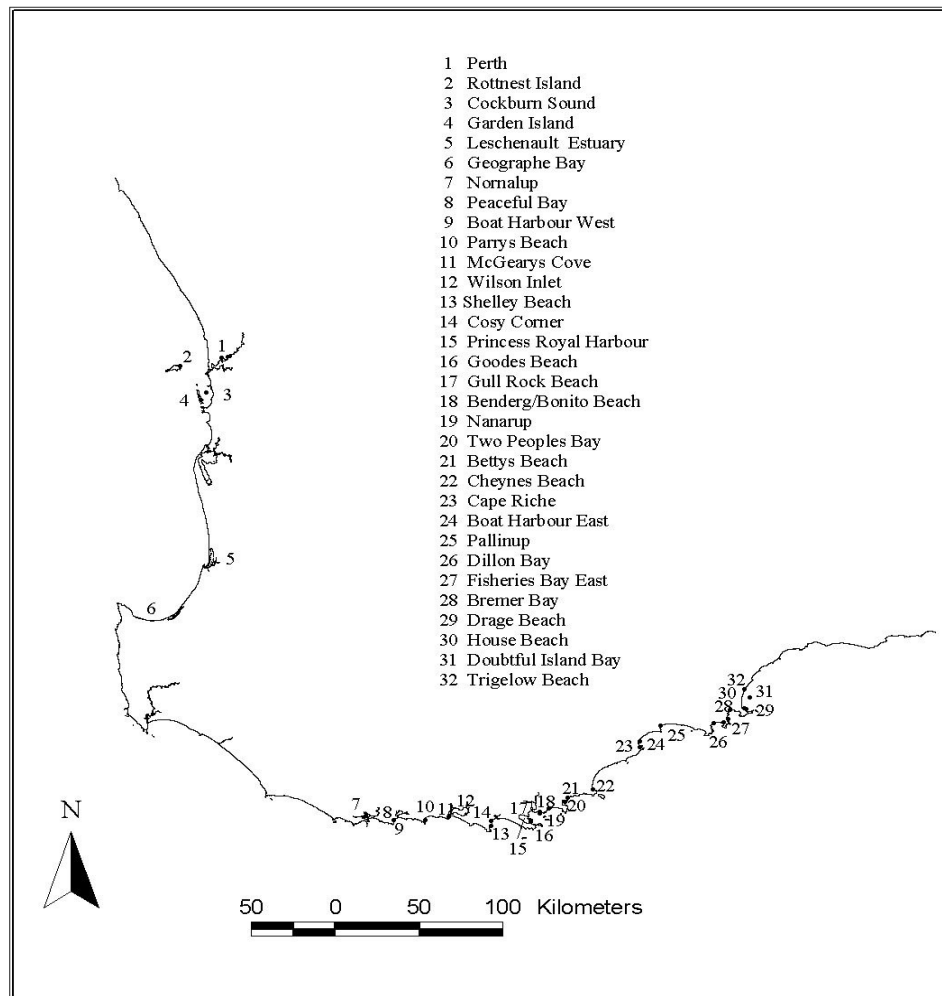 1 Perth
2 Rottnest Island
3 Cockburn Sound
4 Garden Island
5 Leschenault Estuary
6 Geographe Bay
7 Nornalup
8 Peaceful Bay
9 Boat Harbour West
10 Parrys Beach
11 McGearys Cove
12 Wilson Inlet
13 Shelley Beach
14 Cosy Corner
15 Princess Royal Harbour
16 Goodes Beach
17 Gull Rock Beach
18 Benderg/Bonito Beach
19 Nanarup
20 Two Peoples Bay
21 Bettys Beach
22 Cheynes Beach
23 Cape Riche
24 Boat Harbour East
25 Pallinup
26 Dillon Bay
27 Fisheries Bay East
28 Bremer Bay
29 Drage Beach
30 House Beach
31 Doubtful Island Bay
32 Trigelow Beach
1
2
3
4
5
6
32
30 31
28 29
27
26
25
23 24
22
21
20
7 8 10 11 12 14 17 18
9 13 19
16
15
N
50 0 50 100 Kilometers